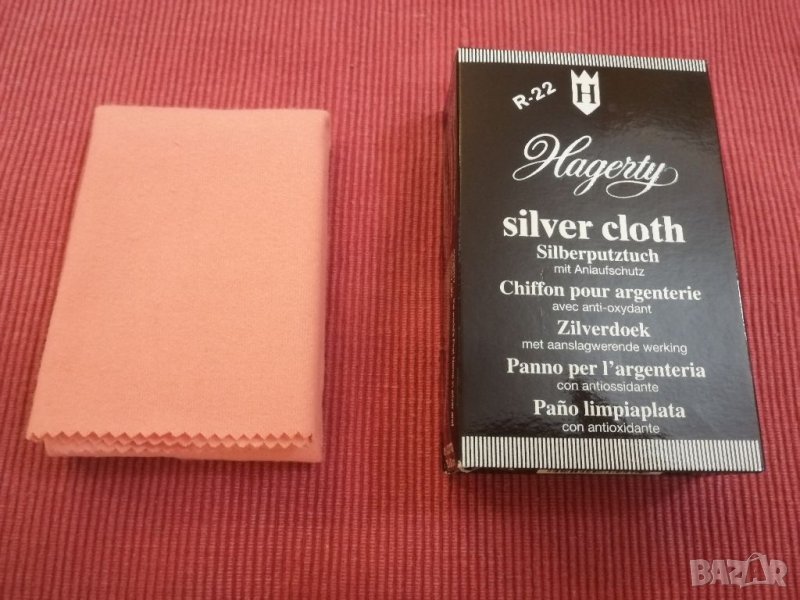 R-22
H
Hagerty
silver cloth
Silberputztuch
mit Anlaufschutz
Chiffon pour argenterie
avec anti-oxydant
Zilverdoek
met aanslagwerende werking
Panno per l'argenteria
con antiossidante
Paño limpiaplata
con antioxidante
BAZAR